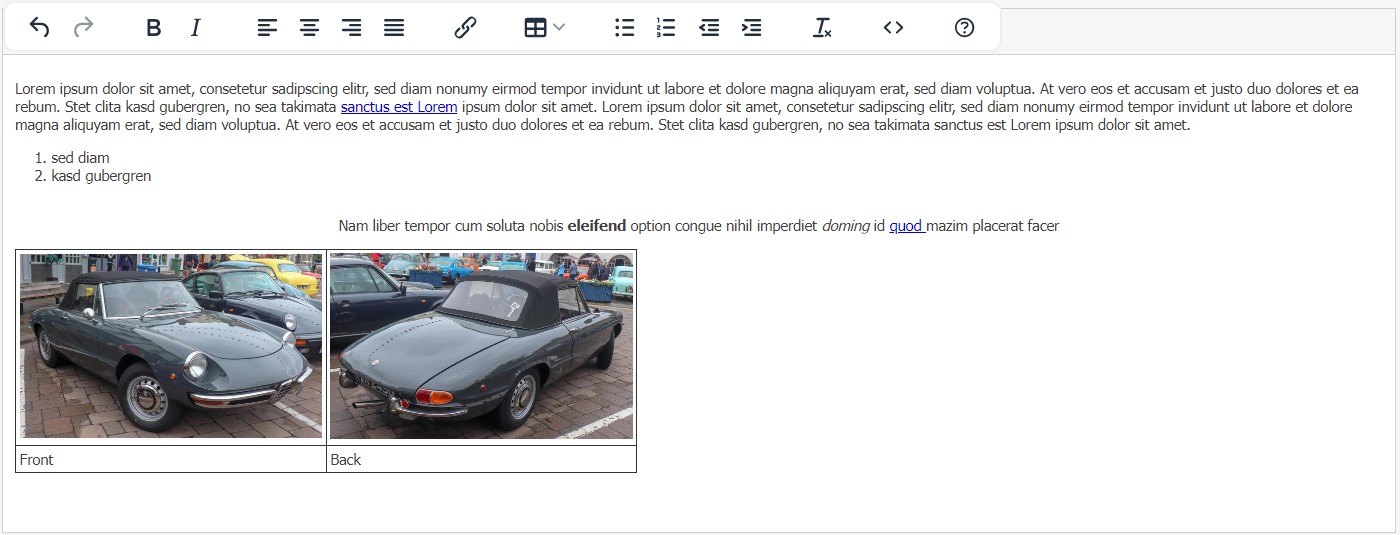 Lorem ipsum dolor sit amet, consetetur sadipscing elitr, sed diam nonumy eirmod tempor invidunt ut labore et dolore magna aliquyam erat, sed diam voluptua. At vero eos et accusam et justo duo dolores et ea
rebum. Stet clita kasd gubergren, no sea takimata sanctus est Lorem ipsum dolor sit amet. Lorem ipsum dolor sit amet, consetetur sadipscing elitr, sed diam nonumy eirmod tempor invidunt ut labore et dolore
magna aliquyam erat, sed diam voluptua. At vero eos et accusam et justo duo dolores et ea rebum. Stet clita kasd gubergren, no sea takimata sanctus est Lorem ipsum dolor sit amet.
1. sed diam
2. kasd gubergren
Nam liber tempor cum soluta nobis eleifend option congue nihil imperdiet doming id quod mazim placerat facer
Front
Back